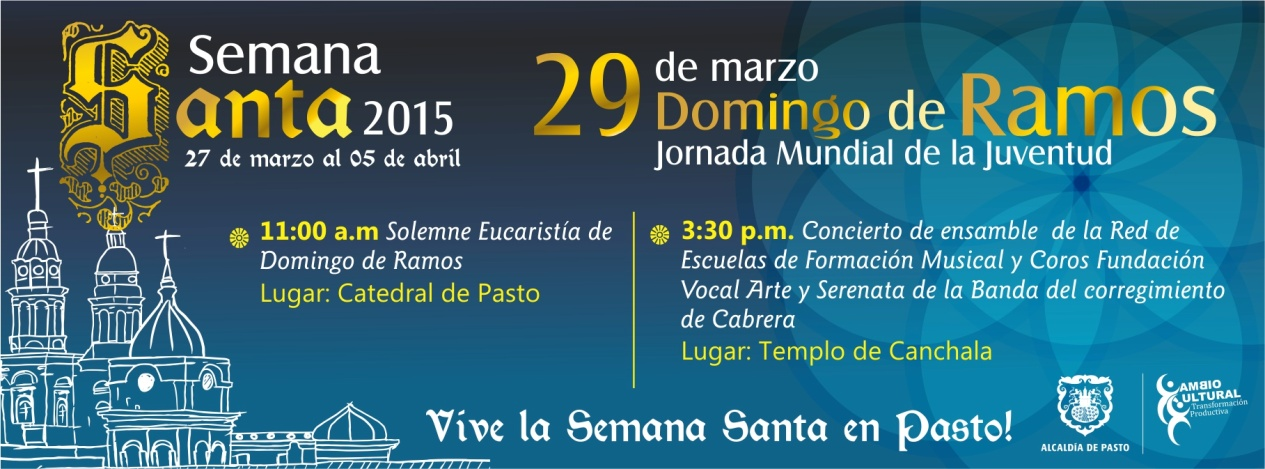 Semana
Santa 2015
27 de marzo al 05 de abril
29 de marzo
Domingo de Ramos
Jornada Mundial de la Juventud
11:00 a.m Solemne Eucaristía de
Domingo de Ramos
Lugar: Catedral de Pasto
3:30 p.m. Concierto de ensamble de la Red de
Escuelas de Formación Musical y Coros Fundación
Vocal Arte y Serenata de la Banda del corregimiento
de Cabrera
Lugar: Templo de Canchala
Vive la Semana Santa en Pasto!
ALCALDÍA DE PASTO
CAMBIO
CULTURAL
Transformación
Productiva